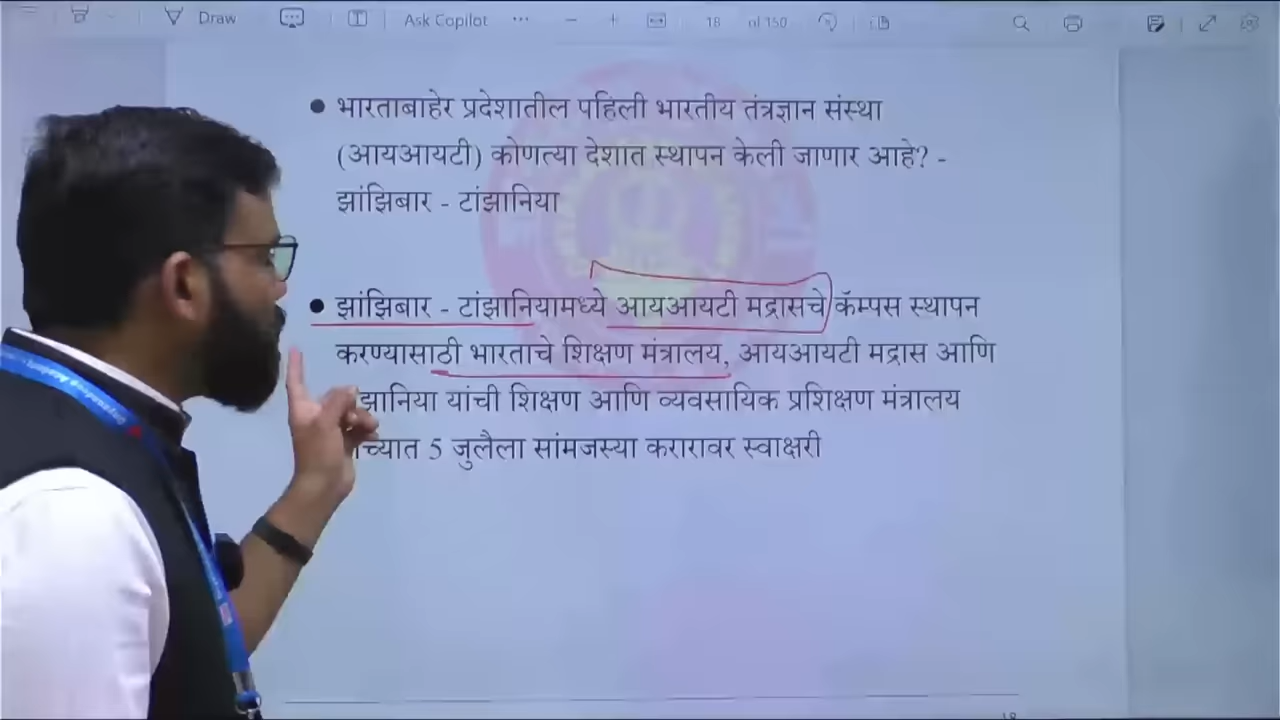 Draw
Ask Copilot
18
of 150
भारताबाहेर प्रदेशातील पहिली भारतीय तंत्रज्ञान संस्था
(आयआयटी) कोणत्या देशात स्थापन केली जाणार आहे? -
झांझिबार - टांझानिया
झांझिबार - टांझानियामध्ये आयआयटी मद्रासचे कॅम्पस स्थापन
करण्यासाठी भारताचे शिक्षण मंत्रालय, आयआयटी मद्रास आणि
झानिया यांची शिक्षण आणि व्यवसायिक प्रशिक्षण मंत्रालय
च्यात 5 जुलैला सांमजस्या करारावर स्वाक्षरी